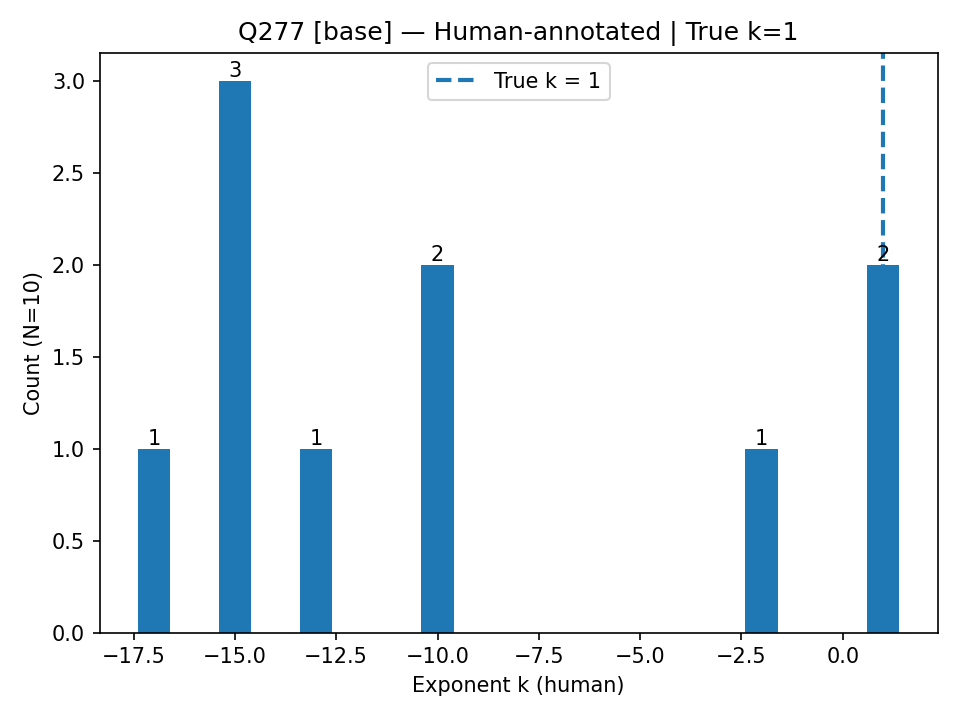 Q277 [base] — Human-annotated | True k=1
True k = 1
3.0
2.5
2.0
1.5
1.0
0.5
0.0
Count (N=10)
1
3
1
2
1
2
−17.5 −15.0 −12.5 −10.0 −7.5 −5.0 −2.5 0.0
Exponent k (human)